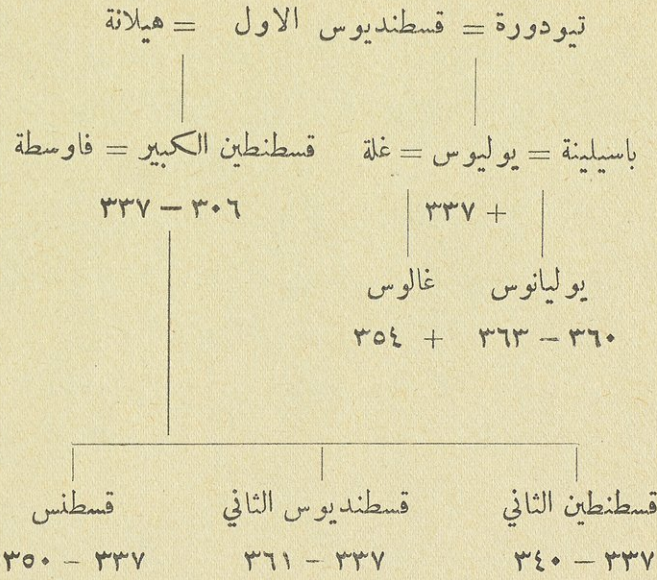 تيودورة = قسطنديوس الاول = هيلانة
باسيلينة = يوليوس = غلة قسطنطين الكبير = فاوسطة
+ ٣٣٧ ٣٠٦ – ٣٣٧
يوليانوس غالوس
٣٦٠ – ٣٦٣ + ٣٥٤
قسطنطين الثاني قسطنديوس الثاني قسطنس
٣٣٧ – ٣٤٠ ٣٣٧ – ٣٦١ ٣٣٧ – ٣٥٠